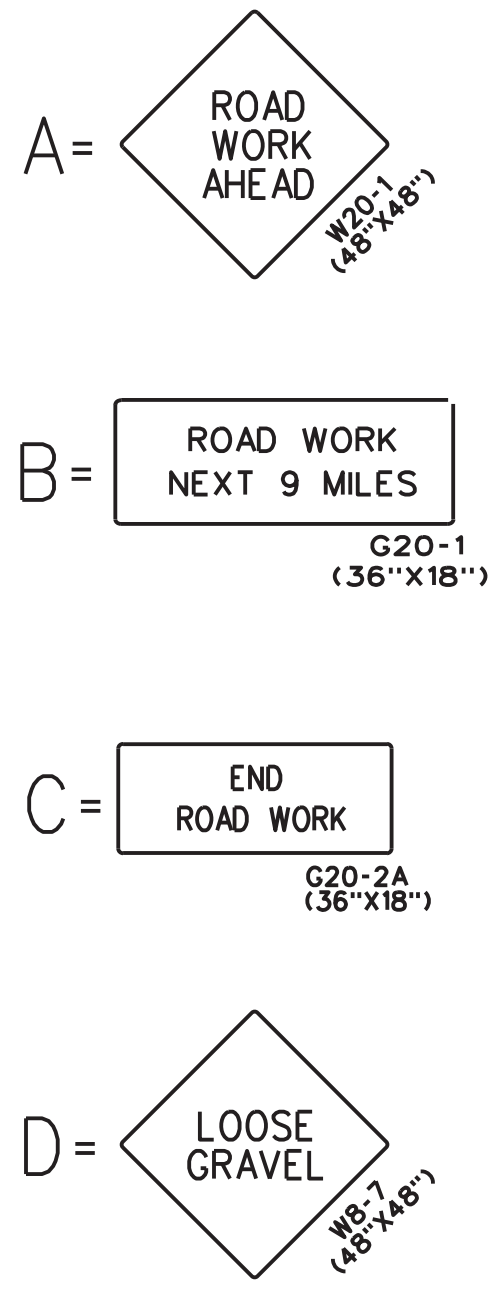 A =
ROAD
WORK
AHEAD
W20-1
(48"X48")
B =
ROAD WORK
NEXT 9 MILES
G20-1
(36"X18")
C =
END
ROAD WORK
G20-2A
(36"X18")
D =
LOOSE
GRAVEL
W8-7
(48"X48")